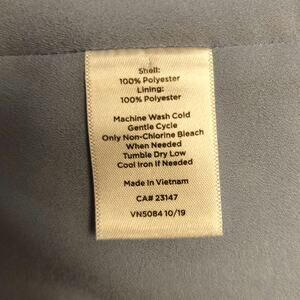 Shell:
100% Polyester
Lining:
100% Polyester
Machine Wash Cold
Gentle Cycle
Only Non-Chlorine Bleach
When Needed
Tumble Dry Low
Cool Iron If Needed
Made In Vietnam
CA# 23147
VN5084 10/19